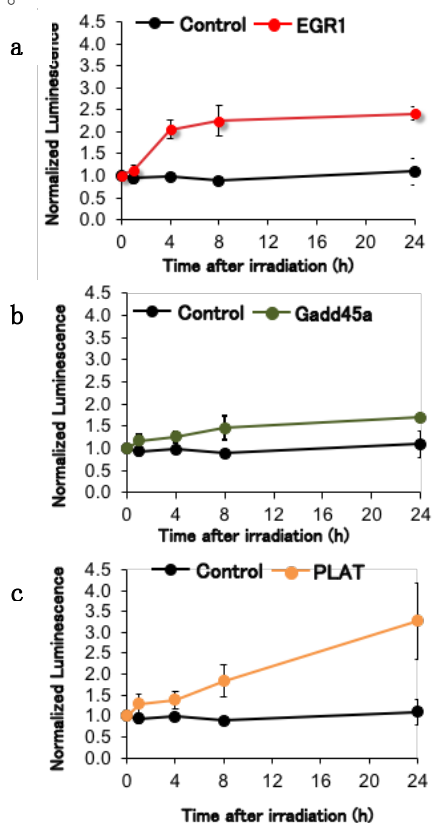 a
Control EGR1
Normalized Luminescence
4.5
4.0
3.5
3.0
2.5
2.0
1.5
1.0
0.5
0.0
0 4 8 12 16 20 24
Time after irradiation (h)
b
Control Gadd45a
Normalized Luminescence
4.5
4.0
3.5
3.0
2.5
2.0
1.5
1.0
0.5
0.0
0 4 8 12 16 20 24
Time after irradiation (h)
c
Control PLAT
Normalized Luminescence
4.5
4.0
3.5
3.0
2.5
2.0
1.5
1.0
0.5
0.0
0 4 8 12 16 20 24
Time after irradiation (h)